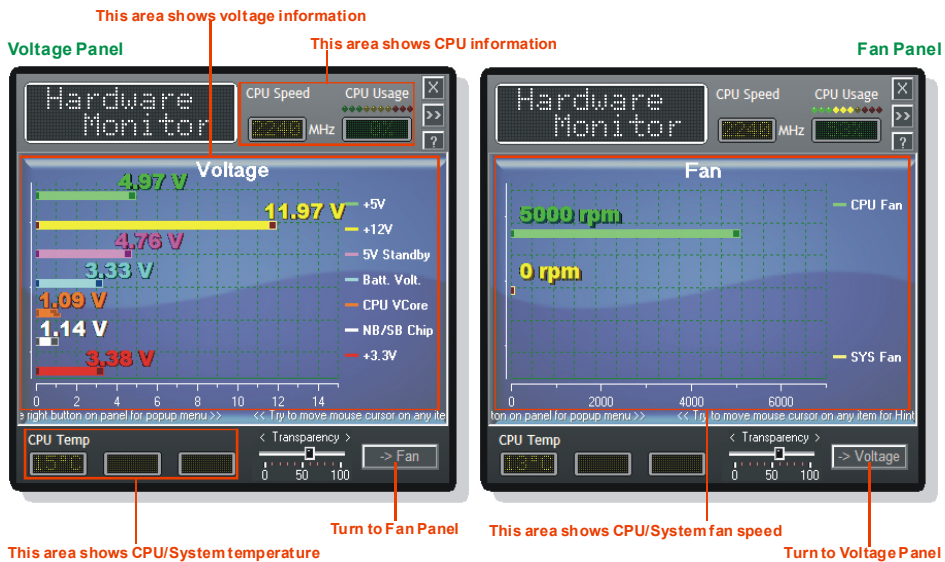 This area shows voltage information
This area shows CPU information
Voltage Panel
Fan Panel
Hardware
Monitor
CPU Speed
CPU Usage
2240 MHz
X
>>
?
Voltage
4.97 V
11.97 V
4.76 V
3.33 V
1.09 V
1.14 V
3.38 V
+5V
+12V
5V Standby
Batt. Volt.
CPU VCore
NB/SB Chip
+3.3V
0 2 4 6 8 10 12 14
right button on panel for popup menu >> << Try to move mouse cursor on any ite
CPU Temp
15°C
< Transparency >
0 50 100
-> Fan
Hardware
Monitor
CPU Speed
CPU Usage
2240 MHz
X
>>
?
Fan
5000 rpm
0 rpm
CPU Fan
SYS Fan
0 2000 4000 6000
ton on panel for popup menu >> << Try to move mouse cursor on any item for Hint
CPU Temp
13°C
< Transparency >
0 50 100
-> Voltage
Turn to Fan Panel
This area shows CPU/System fan speed
This area shows CPU/System temperature
Turn to Voltage Panel